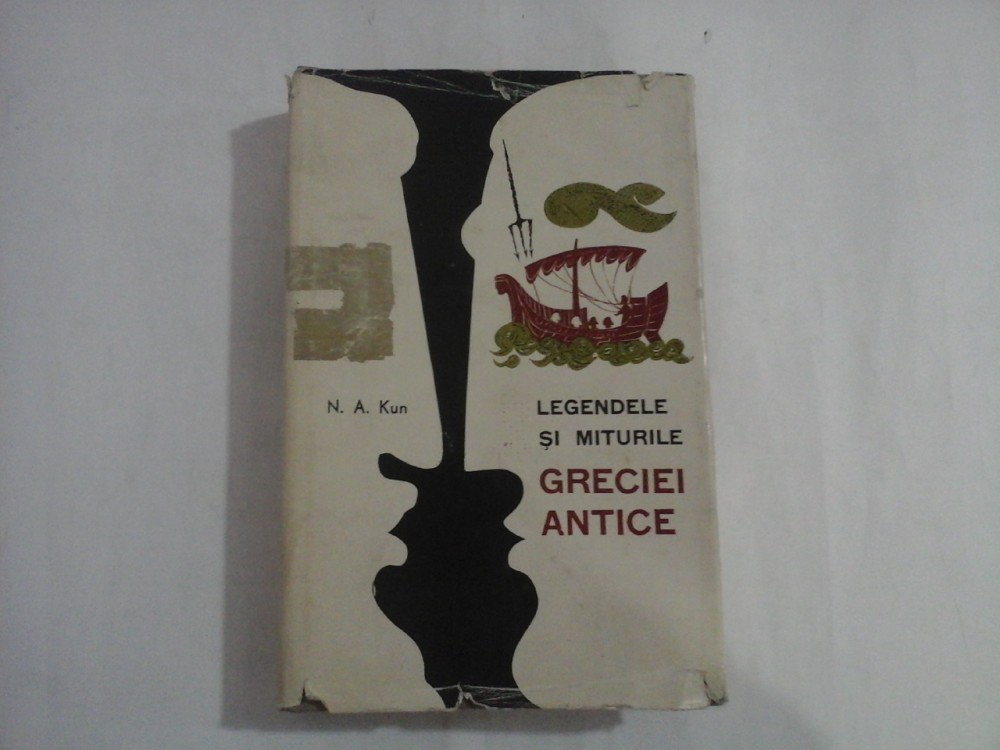 N. A. Kun
LEGENDELE
ȘI MITURILE
GRECIEI
ANTICE